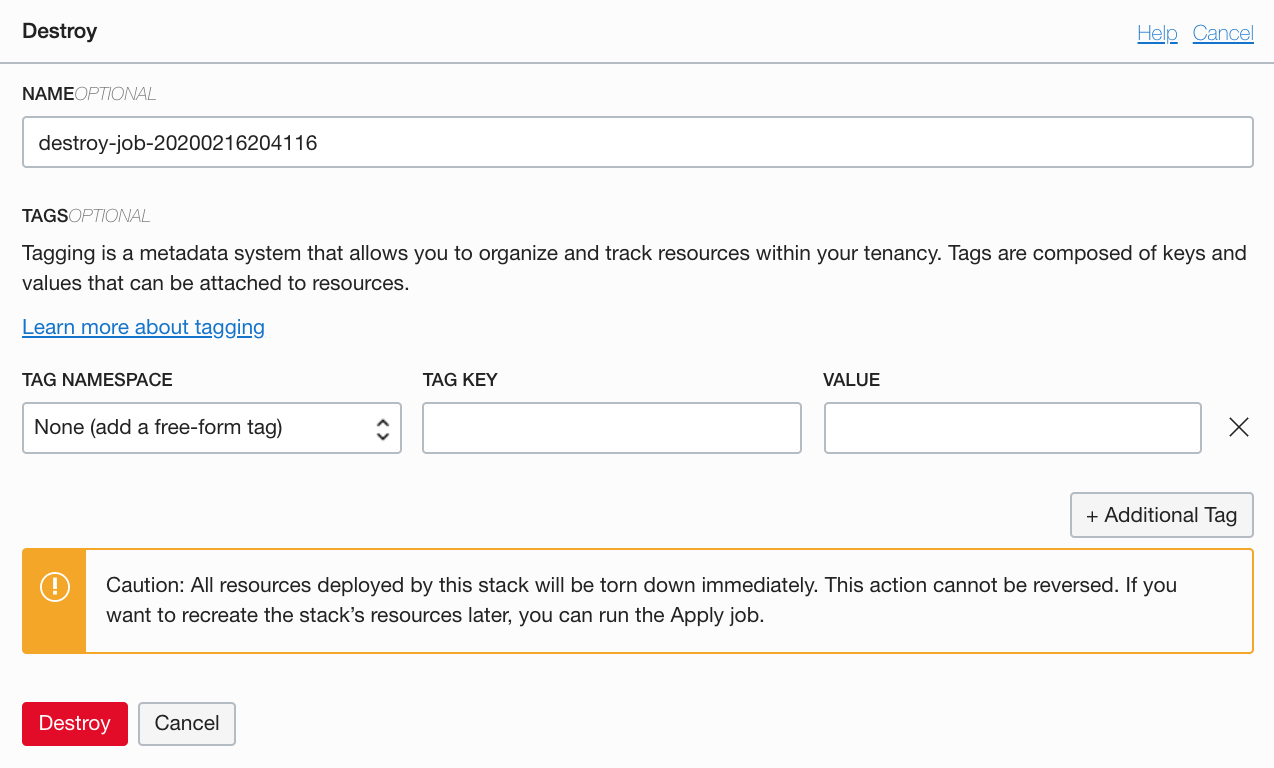 Destroy
Help Cancel
NAMEOPTIONAL
destroy-job-20200216204116
TAGSOPTIONAL
Tagging is a metadata system that allows you to organize and track resources within your tenancy. Tags are composed of keys and
values that can be attached to resources.
Learn more about tagging
TAG NAMESPACE TAG KEY VALUE
None (add a free-form tag)
+ Additional Tag
Caution: All resources deployed by this stack will be torn down immediately. This action cannot be reversed. If you
want to recreate the stack’s resources later, you can run the Apply job.
Destroy Cancel